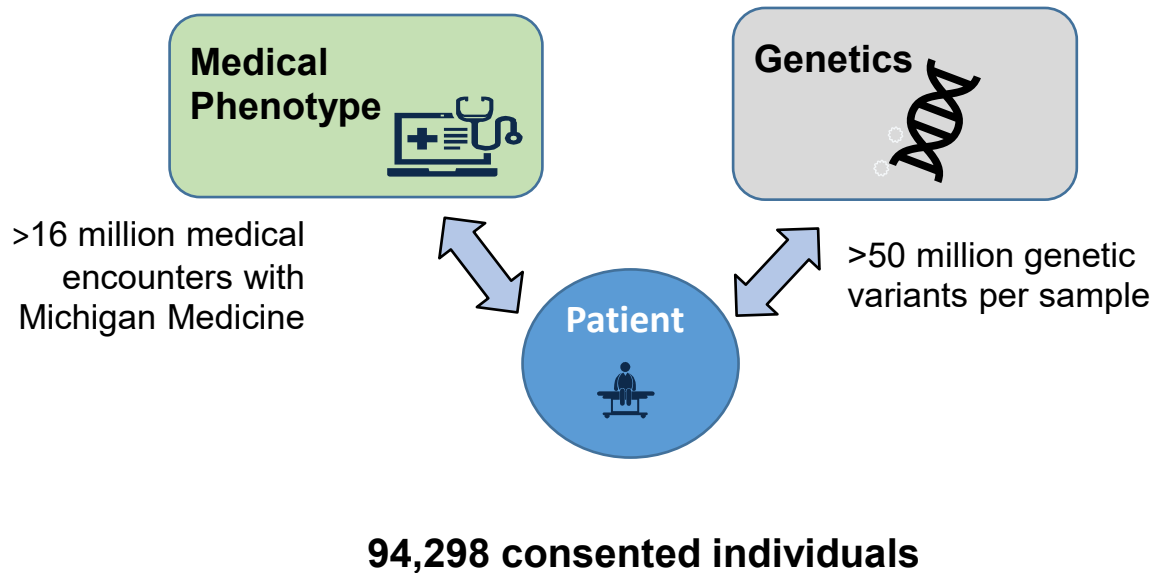 Medical
Phenotype
Genetics
>16 million medical
encounters with
Michigan Medicine
>50 million genetic
variants per sample
Patient
94,298 consented individuals